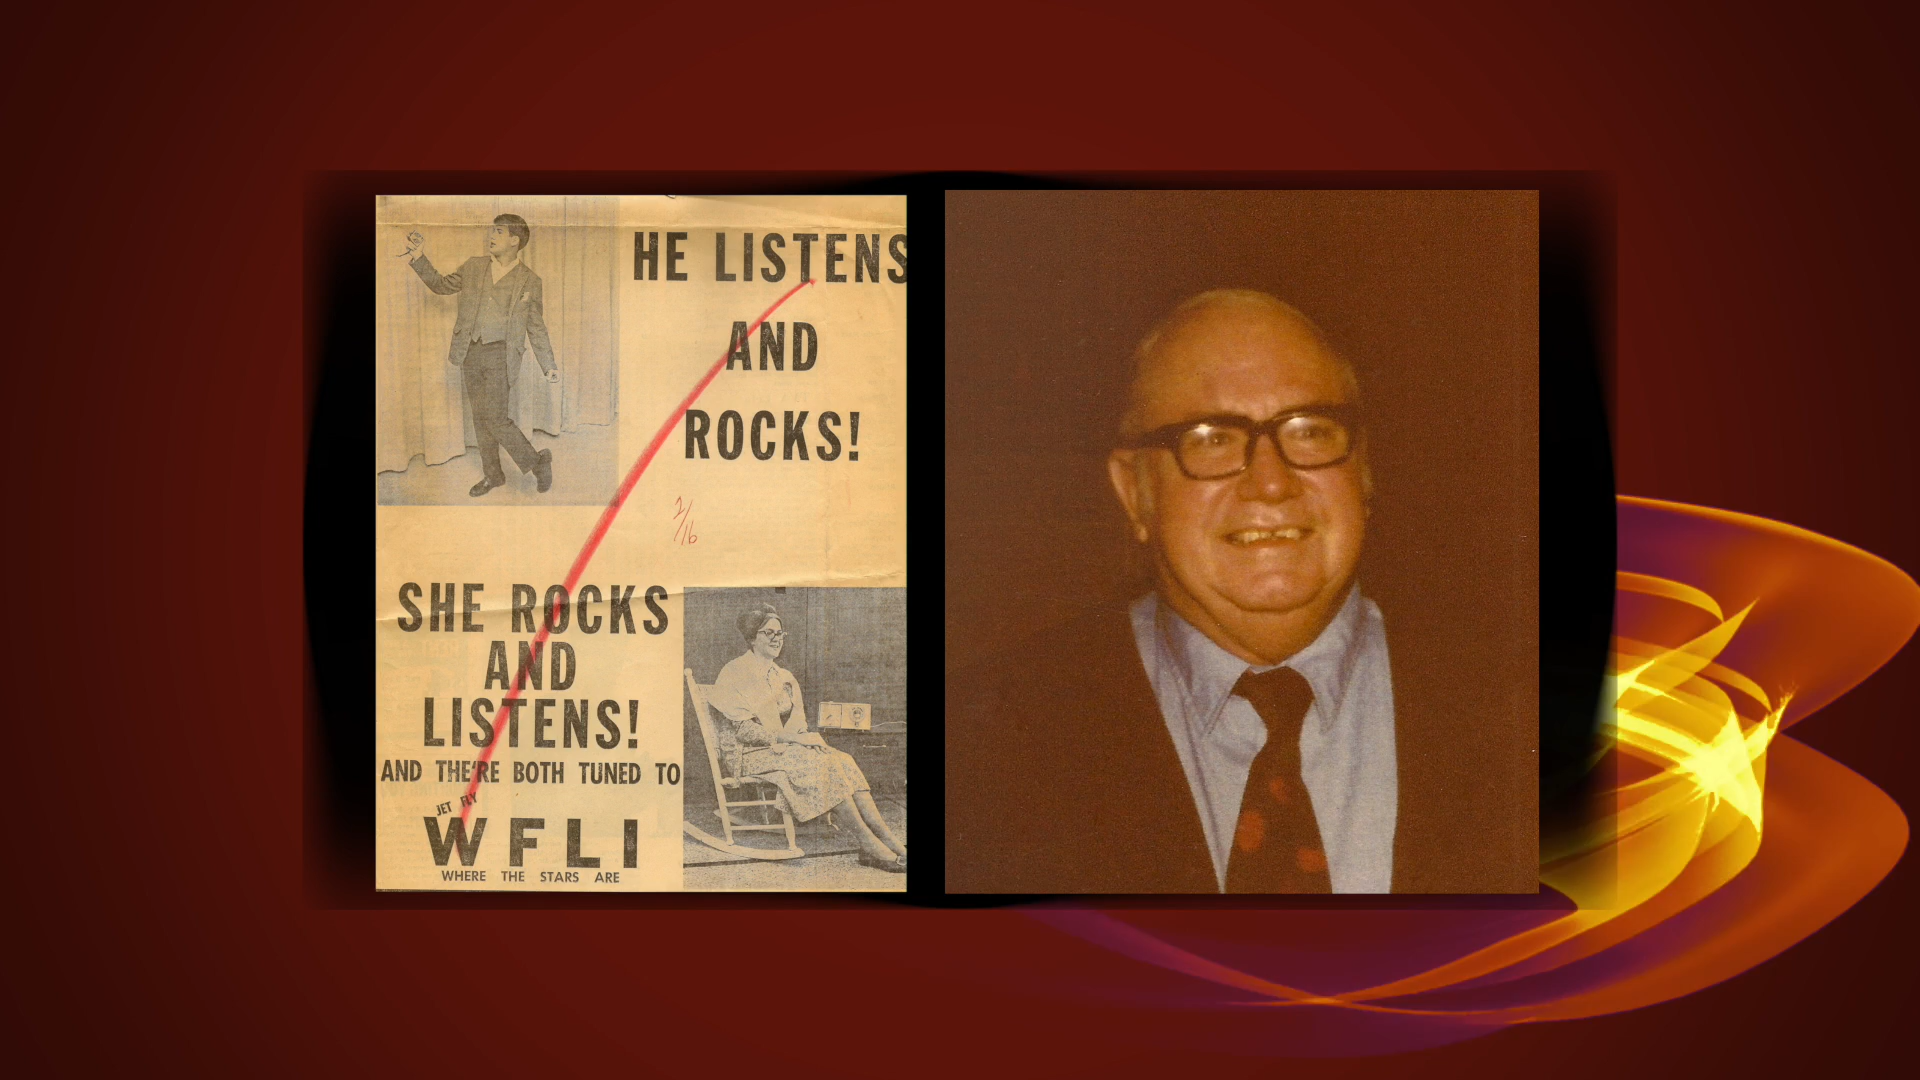 HE LISTENS
AND
ROCKS!
2/16
SHE ROCKS
AND
LISTENS!
AND THE'RE BOTH TUNED TO
JET FLY
WFLI
WHERE THE STARS ARE